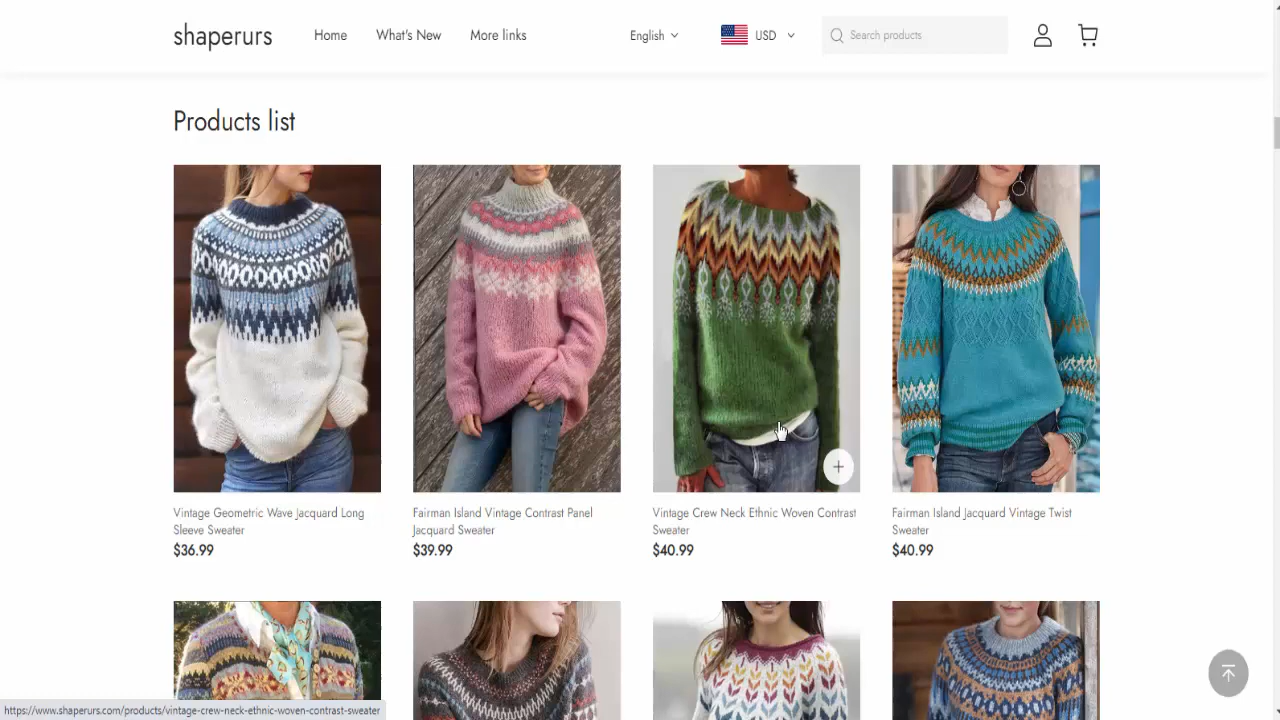 shaperurs
Home
What's New
More links
English
USD
Search products
Products list
Vintage Geometric Wave Jacquard Long
Sleeve Sweater
$36.99
Fairman Island Vintage Contrast Panel
Jacquard Sweater
$39.99
Vintage Crew Neck Ethnic Woven Contrast
Sweater
$40.99
Fairman Island Jacquard Vintage Twist
Sweater
$40.99
https://www.shaperurs.com/products/vintage-crew-neck-ethnic-woven-contrast-sweater